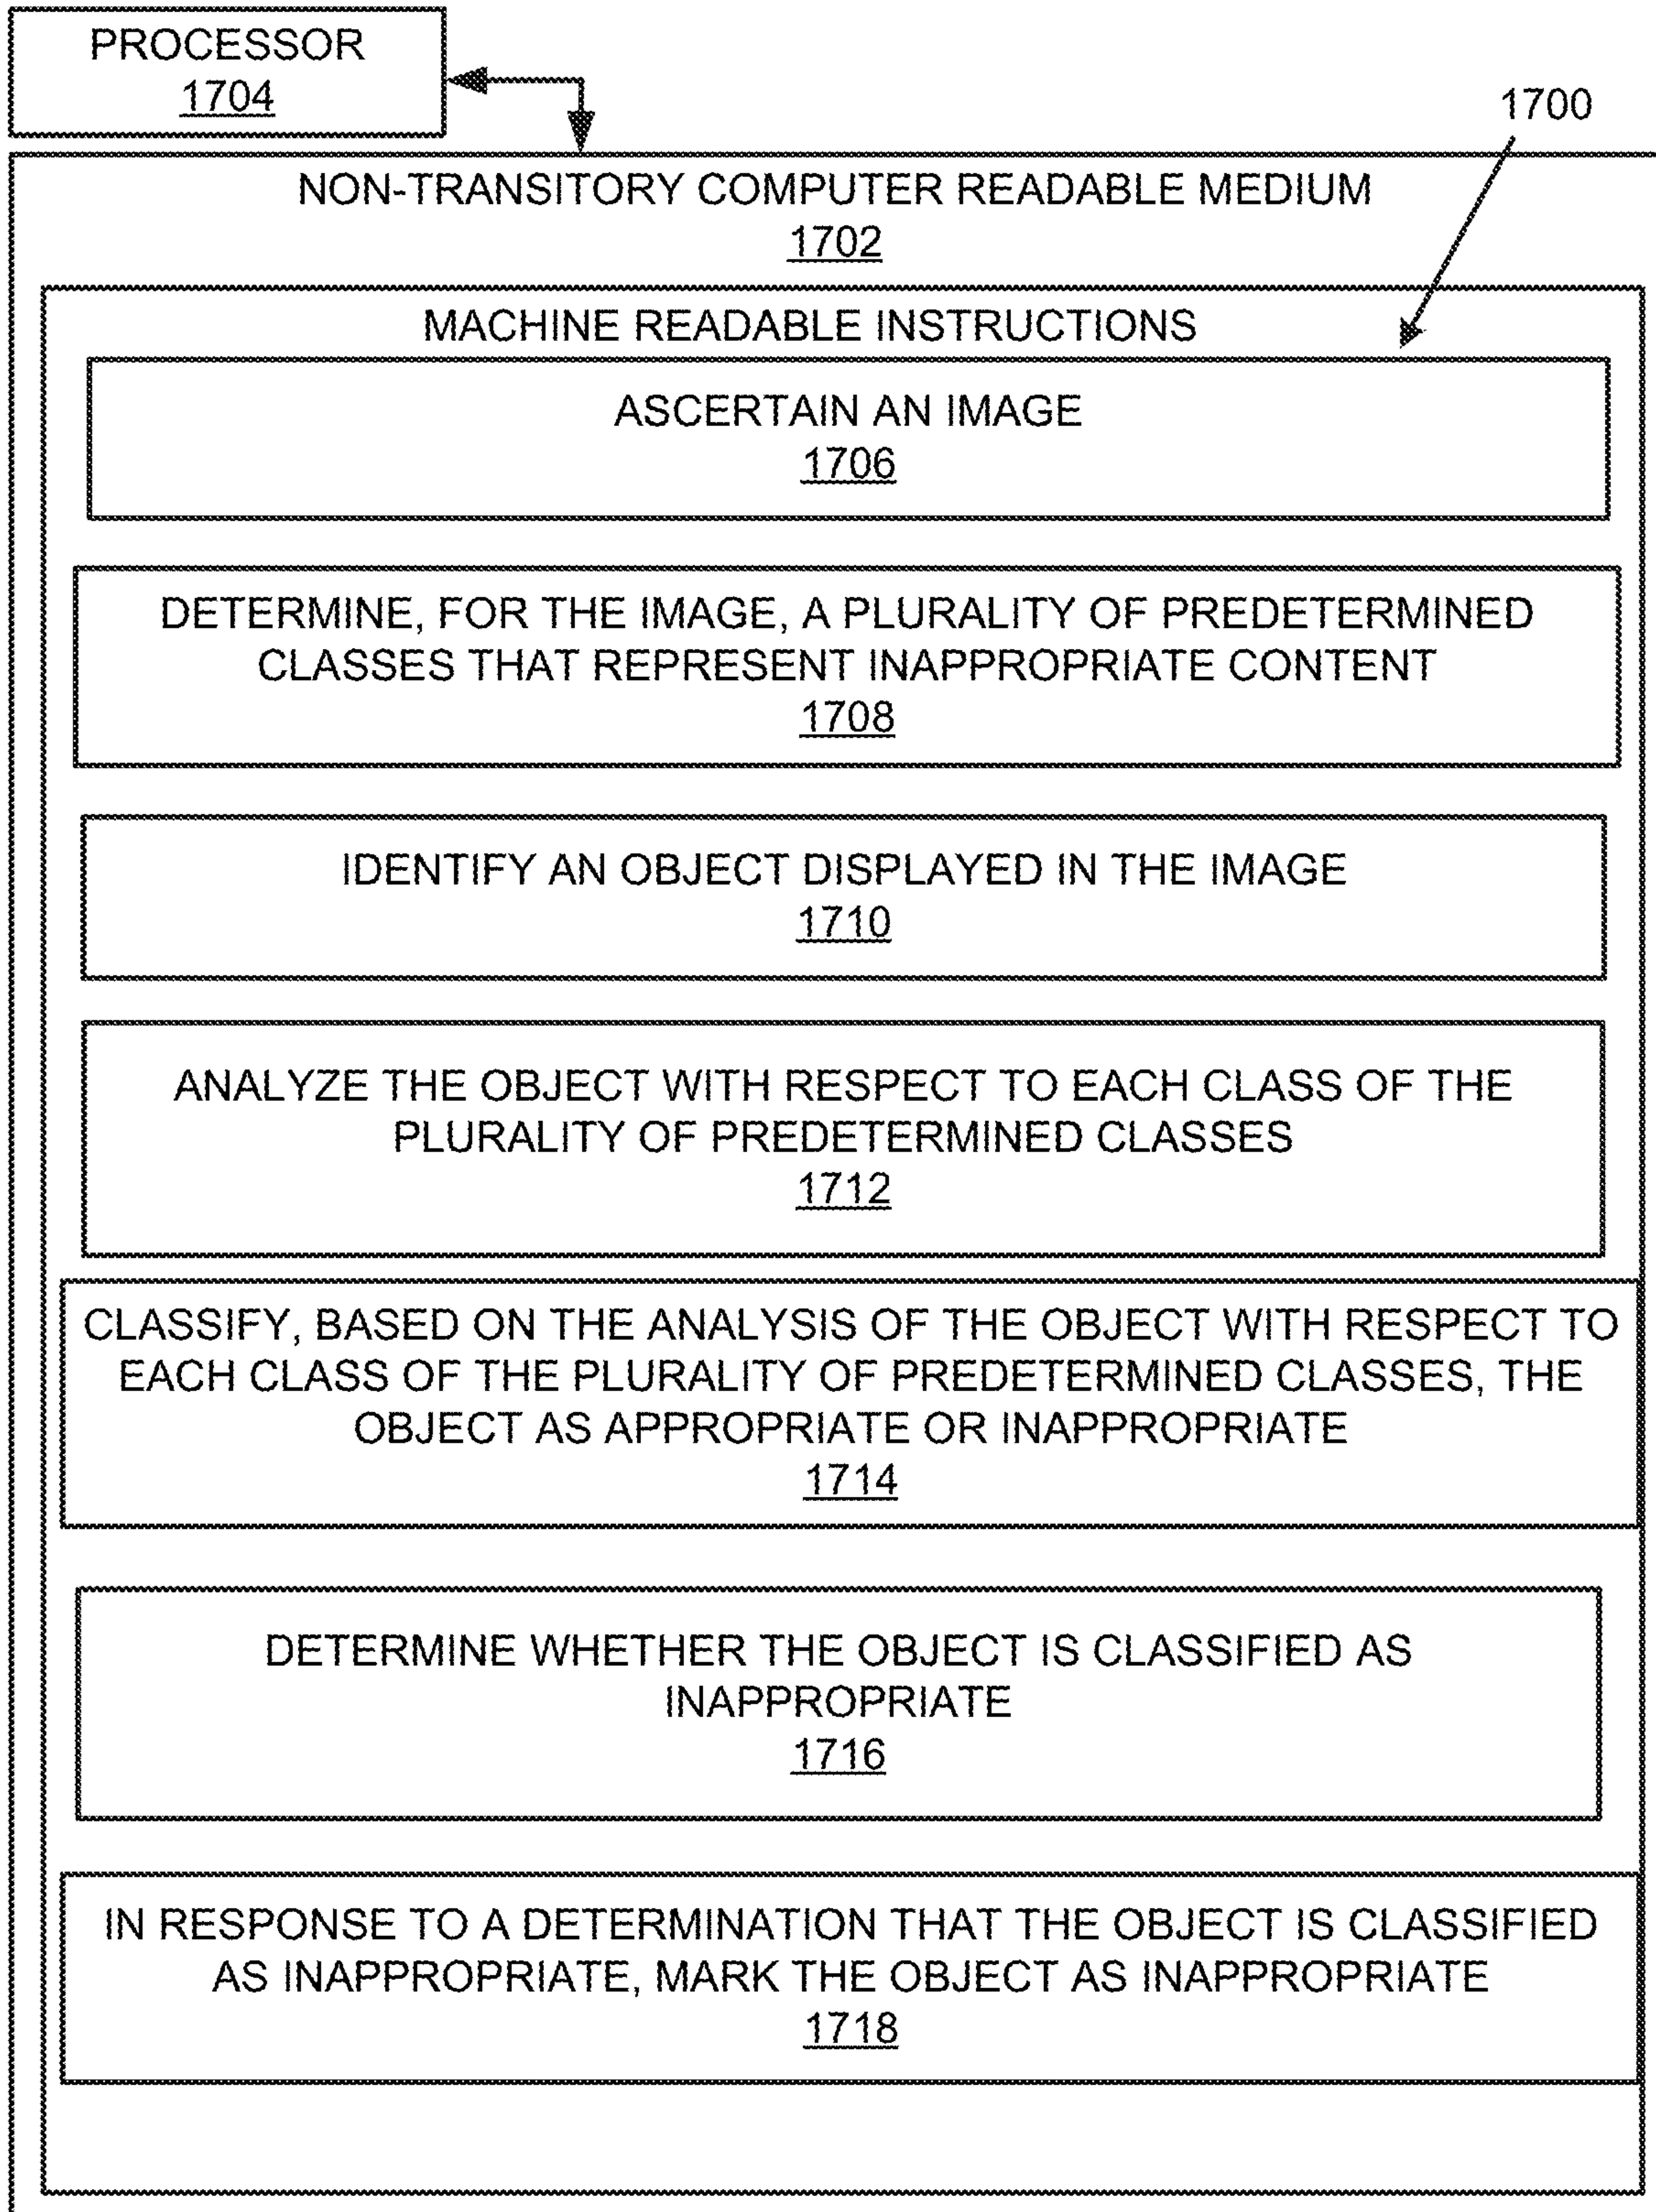 PROCESSOR
1704
1700
NON-TRANSITORY COMPUTER READABLE MEDIUM
1702
MACHINE READABLE INSTRUCTIONS
ASCERTAIN AN IMAGE
1706
DETERMINE, FOR THE IMAGE, A PLURALITY OF PREDETERMINED
CLASSES THAT REPRESENT INAPPROPRIATE CONTENT
1708
IDENTIFY AN OBJECT DISPLAYED IN THE IMAGE
1710
ANALYZE THE OBJECT WITH RESPECT TO EACH CLASS OF THE
PLURALITY OF PREDETERMINED CLASSES
1712
CLASSIFY, BASED ON THE ANALYSIS OF THE OBJECT WITH RESPECT TO
EACH CLASS OF THE PLURALITY OF PREDETERMINED CLASSES, THE
OBJECT AS APPROPRIATE OR INAPPROPRIATE
1714
DETERMINE WHETHER THE OBJECT IS CLASSIFIED AS
INAPPROPRIATE
1716
IN RESPONSE TO A DETERMINATION THAT THE OBJECT IS CLASSIFIED
AS INAPPROPRIATE, MARK THE OBJECT AS INAPPROPRIATE
1718